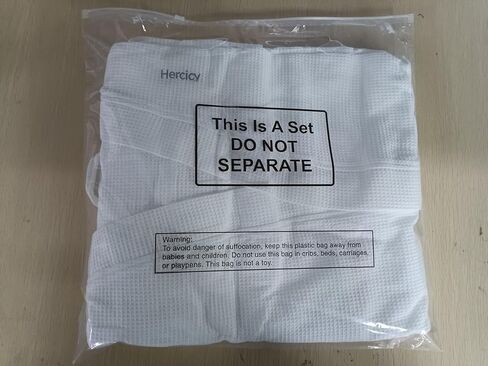 Hercicy
This Is A Set
DO NOT
SEPARATE
Warning:
To avoid danger of suffocation, keep this plastic bag away from
babies and children. Do not use this bag in cribs, beds, carriages,
or playpens. This bag is not a toy.